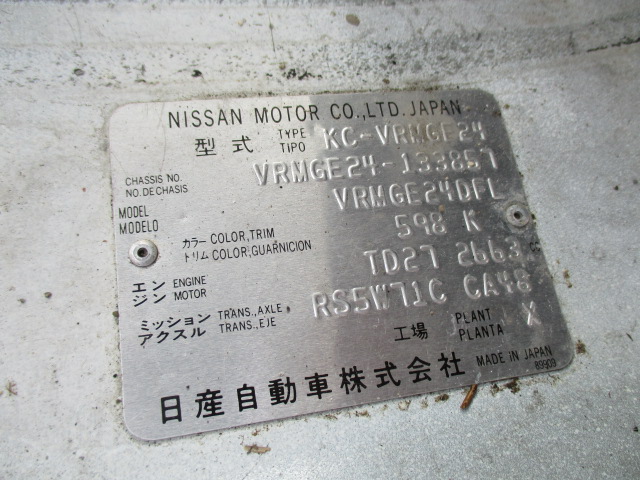 NISSAN MOTOR CO.,LTD. JAPAN
型式 TYPE TIPO KC-VRMGE24
CHASSIS NO. NO. DE CHASIS VRMGE24-133857
MODEL MODELO VRMGE24DFL
カラー COLOR, TRIM トリム COLOR, GUARNICION 598 K
エンジン ENGINE MOTOR TD27 2663 cc
ミッション TRANS., AXLE アクスル TRANS., EJE RS5W71C CA48
工場 PLANT PLANTA X
日産自動車株式会社 MADE IN JAPAN
89909